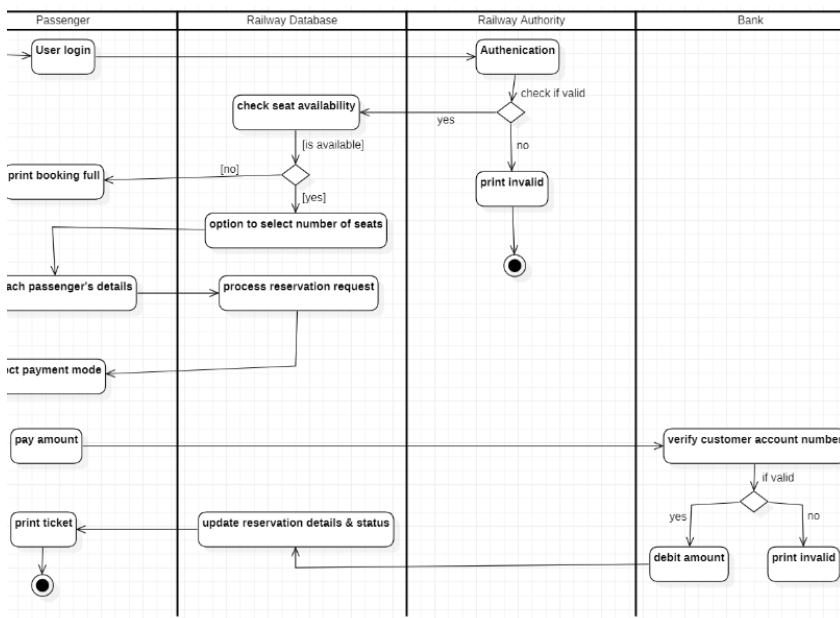 Passenger
Railway Database
Railway Authority
Bank
User login
Authenication
check if valid
check seat availability
yes
[is available]
no
[no]
print booking full
print invalid
[yes]
option to select number of seats
passenger's details
process reservation request
payment mode
pay amount
verify customer account number
if valid
yes
no
print ticket
update reservation details & status
debit amount
print invalid